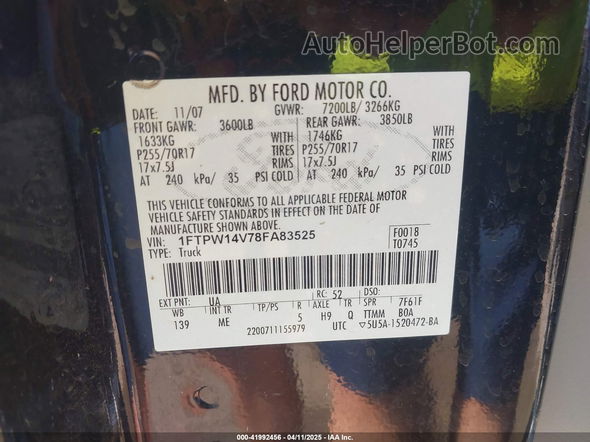 AutoHelperBot.com
MFD. BY FORD MOTOR CO.
DATE: 11/07 GVWR: 7200LB/ 3266KG
FRONT GAWR: 3600LB REAR GAWR: 3850LB
1633KG WITH 1746KG WITH
P255/70R17 TIRES P255/70R17 TIRES
17x7.5J RIMS 17x7.5J RIMS
AT 240 kPa/ 35 PSI COLD AT 240 kPa/ 35 PSI COLD
THIS VEHICLE CONFORMS TO ALL APPLICABLE FEDERAL MOTOR
VEHICLE SAFETY STANDARDS IN EFFECT ON THE DATE OF
MANUFACTURE SHOWN ABOVE.
VIN: 1FTPW14V78FA83525 F0018
TYPE: Truck T0745
EXT PNT: UA RC: 52 DSO:
WB INT TR TP/PS R AXLE TR SPR 7F61F
139 ME 5 H9 Q TTMM BOA
2200711155979 UTC ▽5U5A-1520472-BA
000-41992456 - 04/11/2025 - IAA Inc.